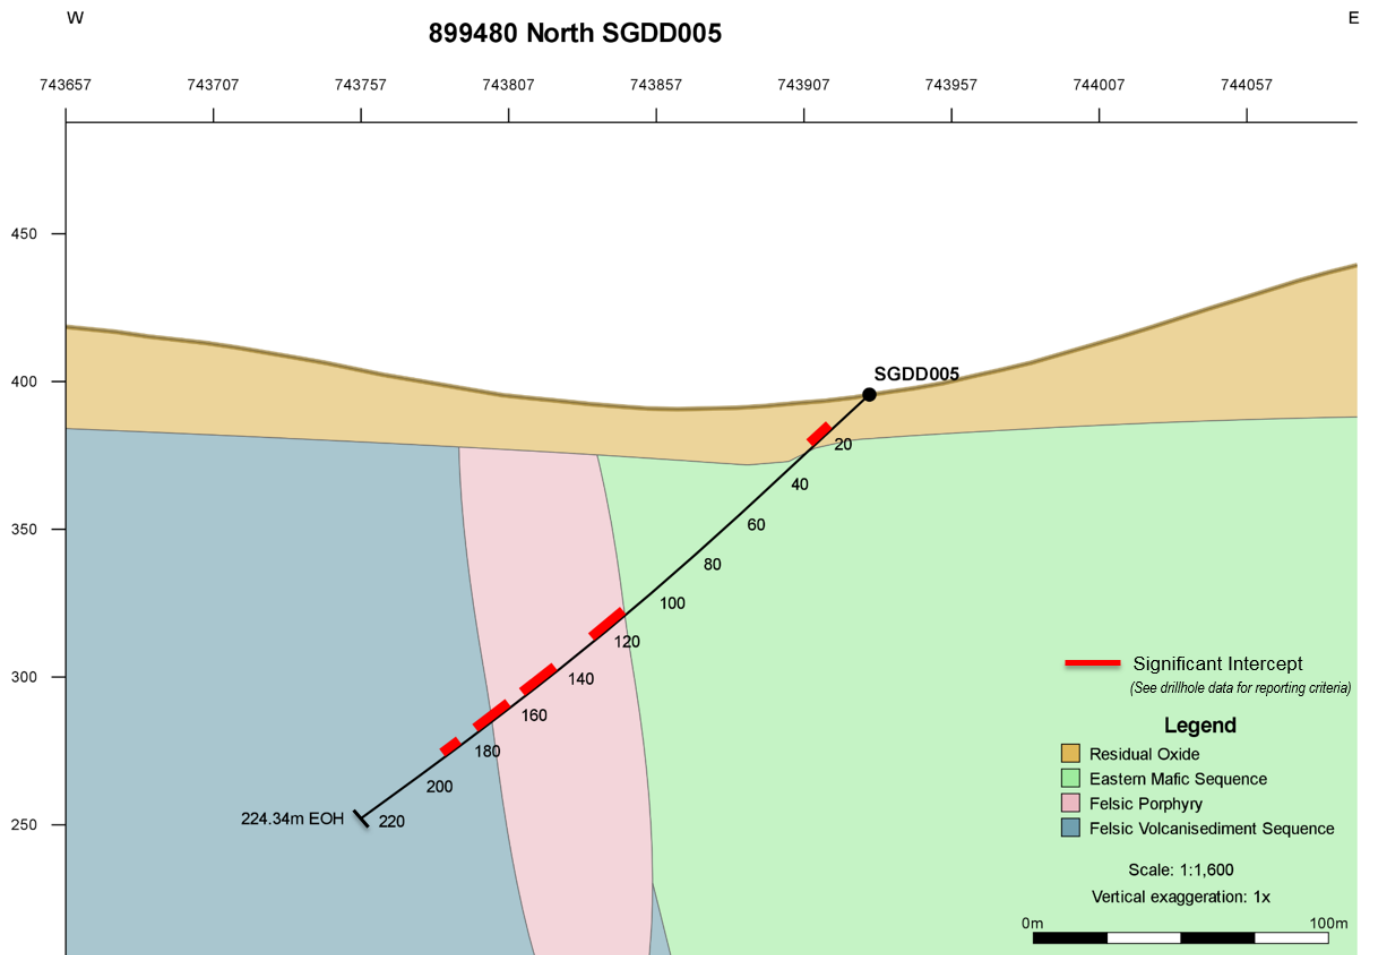 W
E
899480 North SGDD005
743657 743707 743757 743807 743857 743907 743957 744007 744057
450
400
350
300
250
SGDD005
20
40
60
80
100
120
140
160
180
200
220
224.34m EOH
Significant Intercept
(See drillhole data for reporting criteria)
Legend
Residual Oxide
Eastern Mafic Sequence
Felsic Porphyry
Felsic Volcanisediment Sequence
Scale: 1:1,600
Vertical exaggeration: 1x
0m 100m